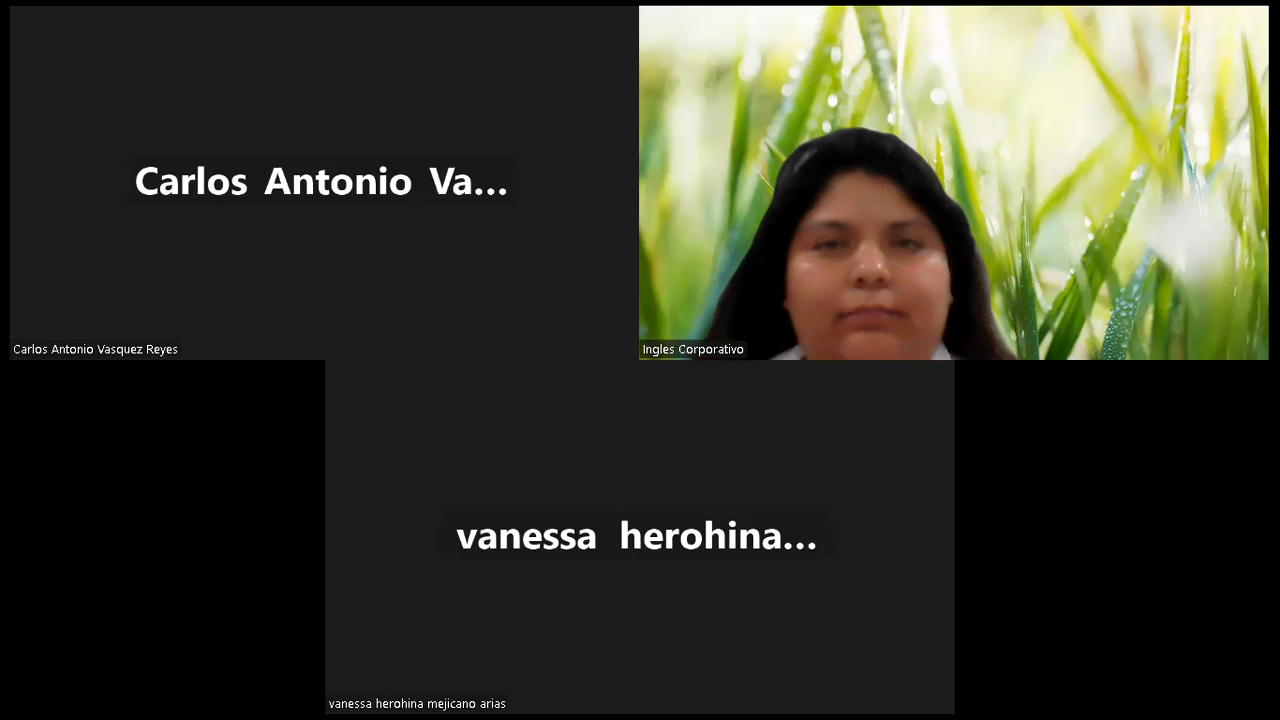 Carlos Antonio Va...
Carlos Antonio Vasquez Reyes
Ingles Corporativo
vanessa herohina...
vanessa herohina mejicano arias